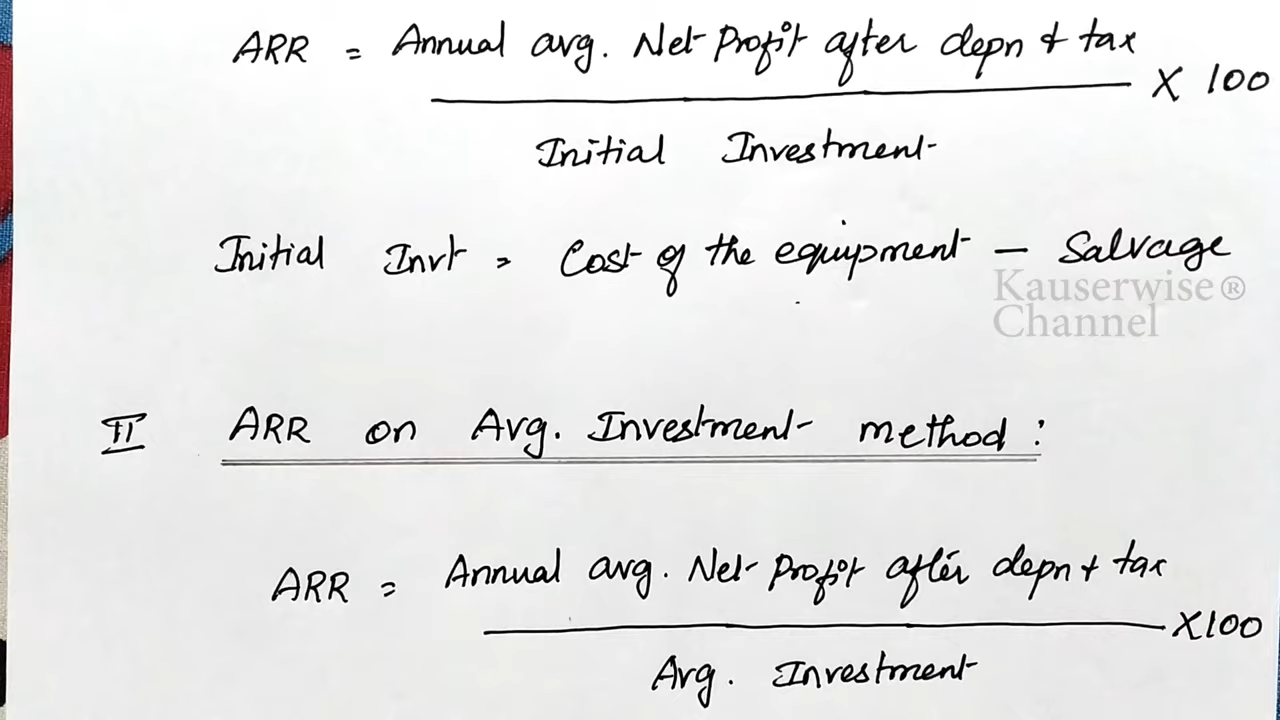 ARR = Annual avg. Net Profit after depn & tax
X 100
Initial Investment
Initial Invt = Cost of the equipment - Salvage
Kauserwise®
Channel
II ARR on Avg. Investment method :
ARR = Annual avg. Net Profit after depn & tax
X100
Avg. Investment